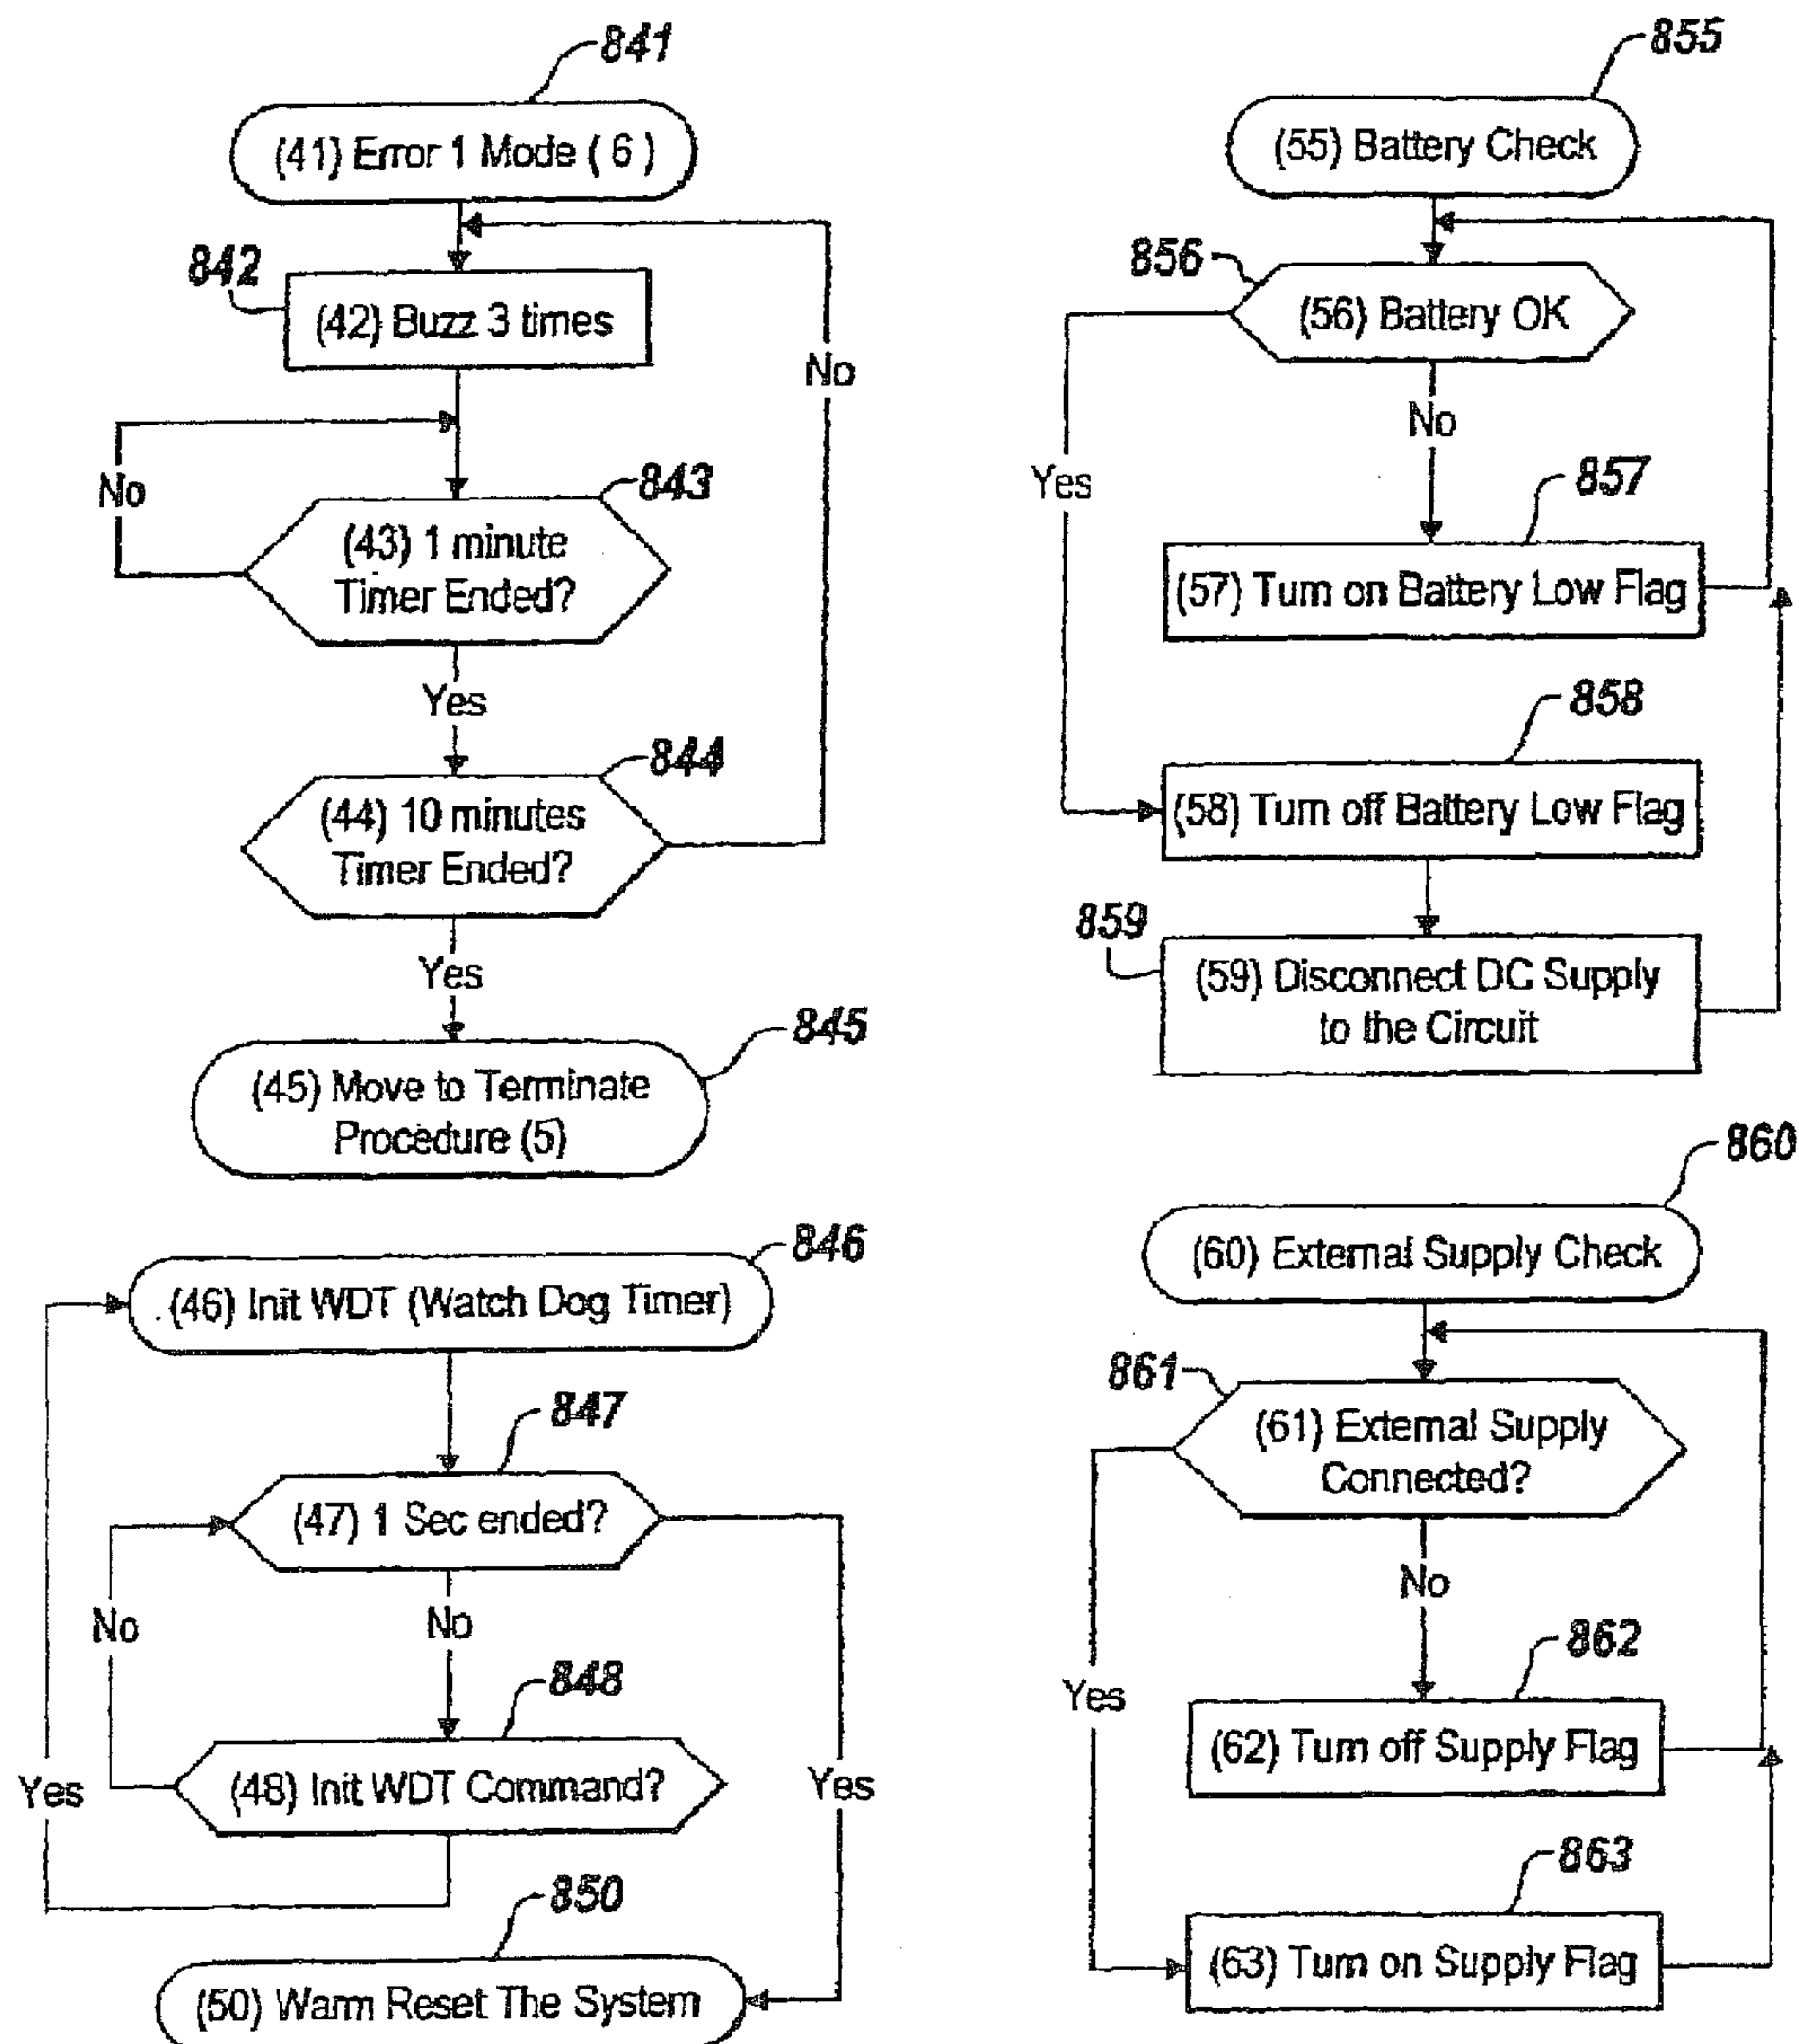 841
(41) Error 1 Mode ( 6 )
842
(42) Buzz 3 times
No
No
843
(43) 1 minute
Timer Ended?
Yes
844
(44) 10 minutes
Timer Ended?
Yes
845
(45) Move to Terminate
Procedure (5)
846
(46) Init WDT (Watch Dog Timer)
847
(47) 1 Sec ended?
No
No
848
(48) Init WDT Command?
Yes
Yes
850
(50) Warm Reset The System
855
(55) Battery Check
856
(56) Battery OK
No
Yes
857
(57) Turn on Battery Low Flag
858
(58) Turn off Battery Low Flag
859
(59) Disconnect DC Supply
to the Circuit
860
(60) External Supply Check
861
(61) External Supply
Connected?
No
Yes
862
(62) Turn off Supply Flag
863
(63) Turn on Supply Flag